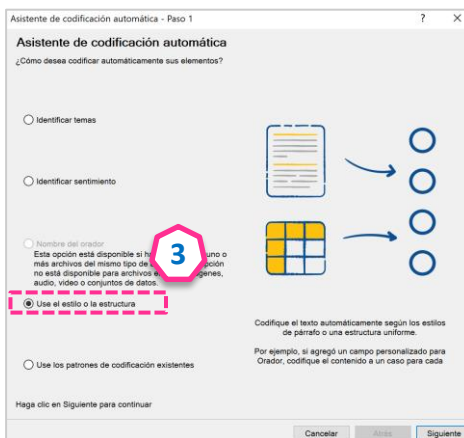 Asistente de codificación automática - Paso 1 ? ×
Asistente de codificación automática
¿Cómo desea codificar automáticamente sus elementos?
Identificar temas
Identificar sentimiento
Nombre del orador
Esta opción está disponible si uno o
más archivos del mismo tipo de opción
no está disponible para archivos
audio, video o conjuntos de datos.
3
Use el estilo o la estructura
Use los patrones de codificación existentes
Codifique el texto automáticamente según los estilos
de párrafo o una estructura uniforme.
Por ejemplo, si agregó un campo personalizado para
Orador, codifique el contenido a un caso para cada
Haga clic en Siguiente para continuar
Cancelar Atrás Siguiente